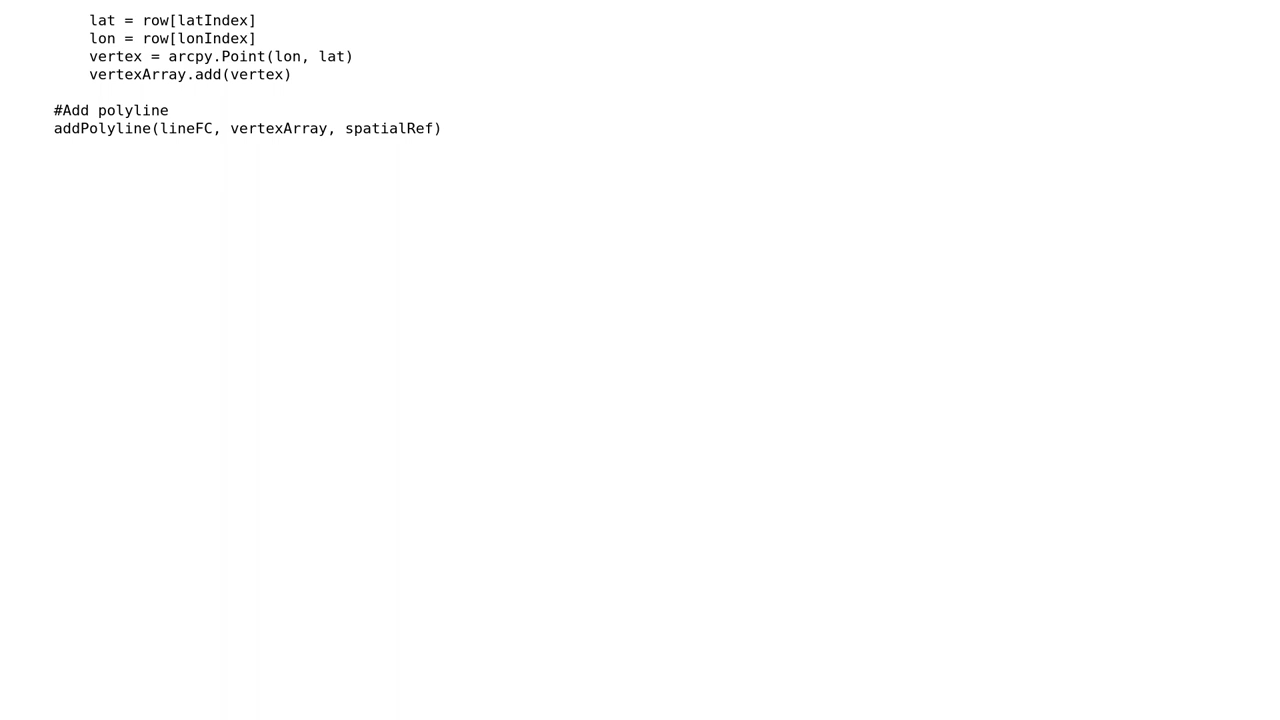 lat = row[latIndex]
lon = row[lonIndex]
vertex = arcpy.Point(lon, lat)
vertexArray.add(vertex)
#Add polyline
addPolyline(lineFC, vertexArray, spatialRef)